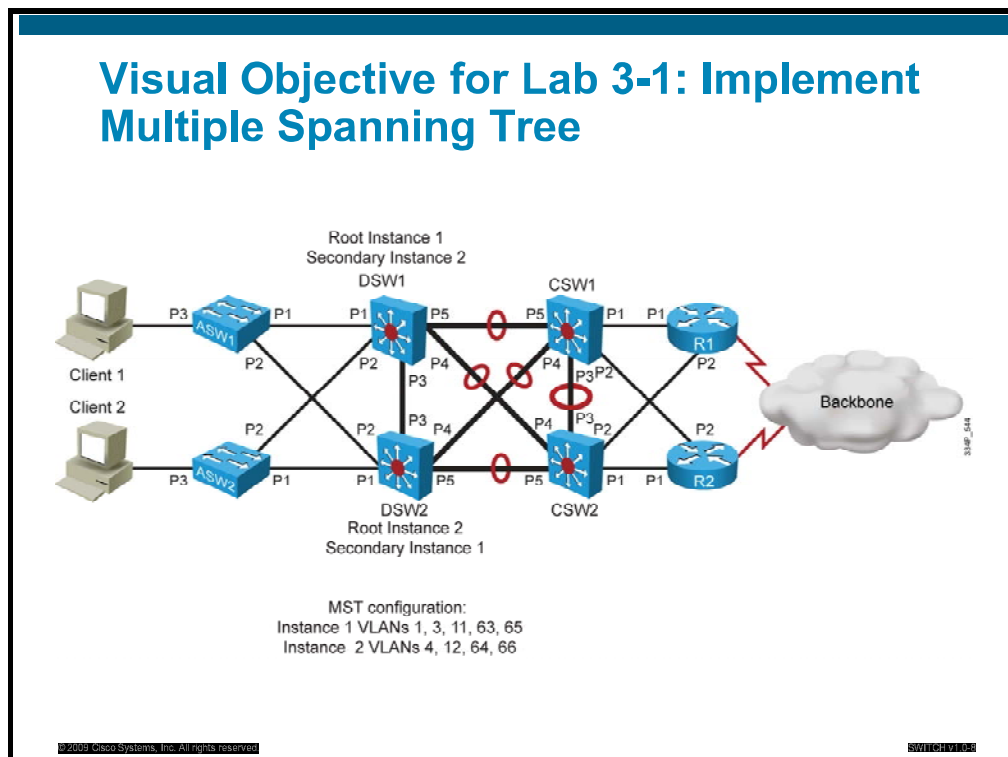 Visual Objective for Lab 3-1: Implement
Multiple Spanning Tree
Root Instance 1
Secondary Instance 2
DSW1
CSW1
P3
ASW1
P1
P1
P5
P5
P1
P1
R1
P2
P2
P4
P4
P3
P3
P2
P2
Client 1
Client 2
Backbone
P2
P2
P3
P4
P4
P3
P2
P2
P3
ASW2
P1
P1
P5
P5
P1
P1
R2
DSW2
CSW2
Root Instance 2
Secondary Instance 1
334P_544
MST configuration:
Instance 1 VLANs 1, 3, 11, 63, 65
Instance 2 VLANs 4, 12, 64, 66
© 2009 Cisco Systems, Inc. All rights reserved.
SWITCH v1.0-8